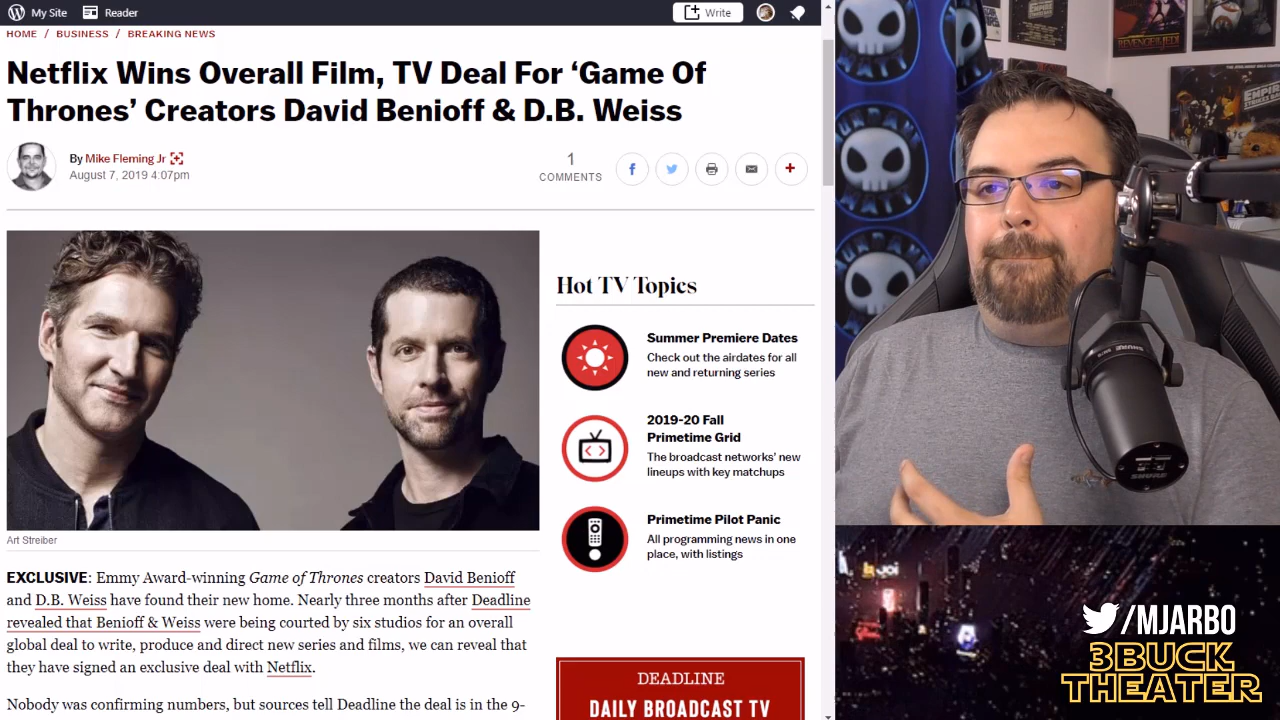 My Site
Reader
Write
HOME / BUSINESS / BREAKING NEWS
Netflix Wins Overall Film, TV Deal For ‘Game Of
Thrones’ Creators David Benioff & D.B. Weiss
By Mike Fleming Jr
August 7, 2019 4:07pm
1
COMMENTS
Art Streiber
EXCLUSIVE: Emmy Award-winning Game of Thrones creators David Benioff
and D.B. Weiss have found their new home. Nearly three months after Deadline
revealed that Benioff & Weiss were being courted by six studios for an overall
global deal to write, produce and direct new series and films, we can reveal that
they have signed an exclusive deal with Netflix.
Nobody was confirming numbers, but sources tell Deadline the deal is in the 9-
Hot TV Topics
Summer Premiere Dates
Check out the airdates for all
new and returning series
2019-20 Fall
Primetime Grid
The broadcast networks’ new
lineups with key matchups
Primetime Pilot Panic
All programming news in one
place, with listings
DEADLINE
DAILY BROADCAST TV
EMPIRE
SHURE
SHURE
JOI
/MJARBO
3BUCK
THEATER